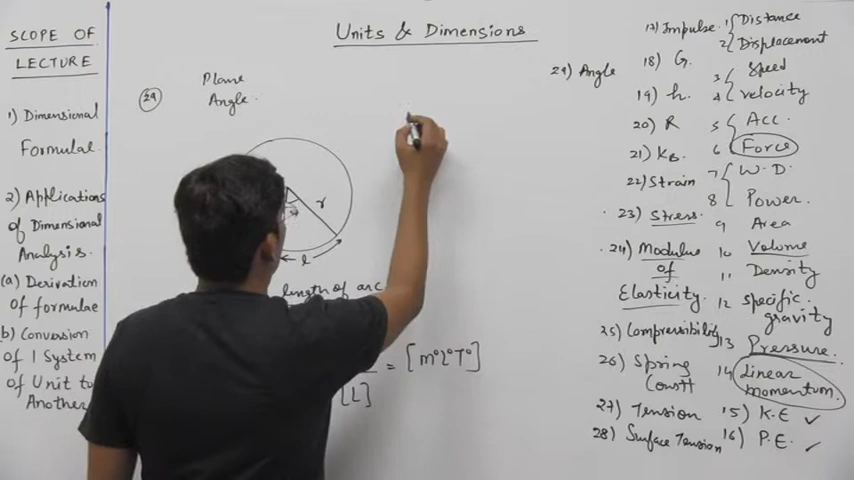 Units & Dimensions
SCOPE OF
LECTURE
1) Dimensional
Formulae
2) Applications
of Dimensional
Analysis.
(a) Derivation
of formulae
(b) Conversion
of 1 System
of Unit to
Another
29
Plane
Angle.
r
l
length of arc
[L]
= [M°L°T°]
29) Angle
17) Impulse
18) G.
19) h.
20) R
21) KB.
22) Strain
23) Stress.
24) Modulus
of
Elasticity.
25) Compressibility
26) Spring
Constt
27) Tension
28) Surface Tension
1 Distance
2 Displacement
3 Speed
4 velocity
5 Acc.
6 Force
7 W.D.
8 Power.
9 Area
10 Volume
11 Density
12 Specific
gravity
13 Pressure.
14 Linear
momentum.
15) K.E ✓
16) P.E. ✓